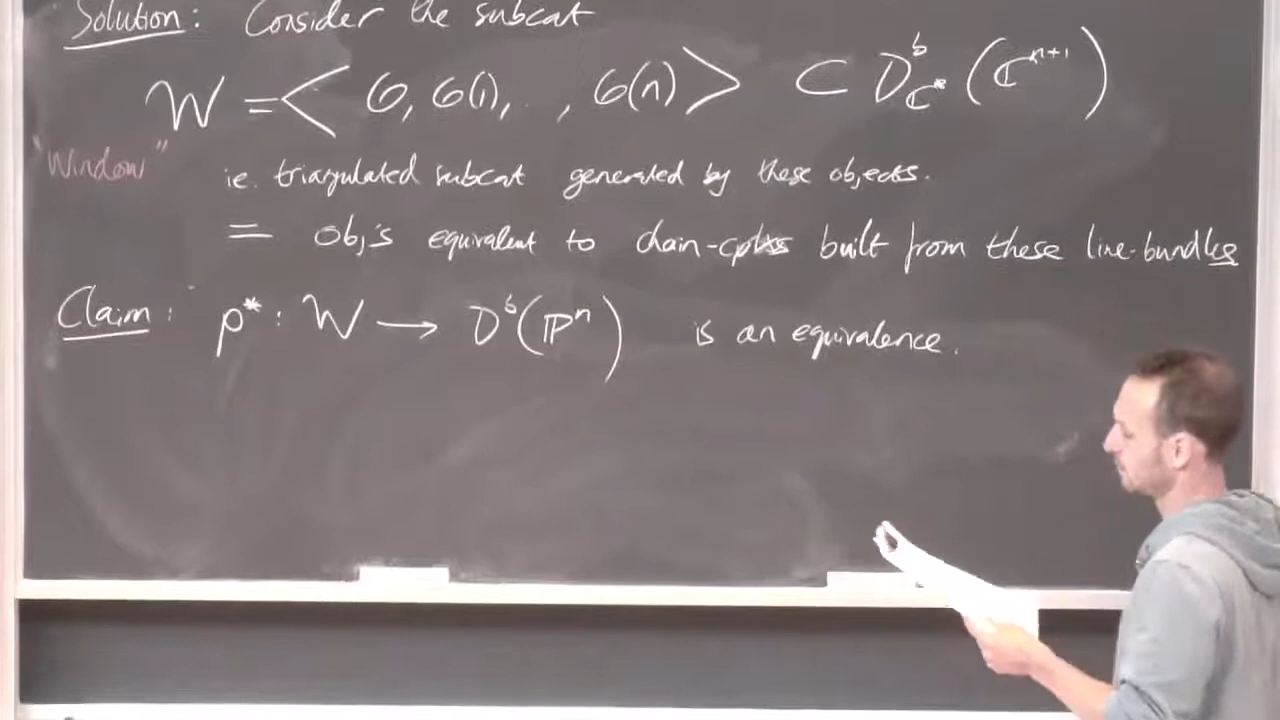 Solution: Consider the subcat
W = < O, O(1), .. , O(n) > ⊂ D^b_{C*} (C^{n+1})
"Window"
ie. triangulated subcat generated by these objects.
= obj's equivalent to chain-cplxs built from these line-bundles
Claim: p* : W → D^b(P^n) is an equivalence.